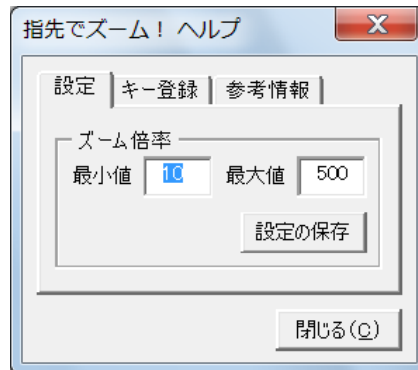 指先でズーム！ ヘルプ
設定 キー登録 参考情報
ズーム倍率
最小値 10 最大値 500
設定の保存
閉じる(C)